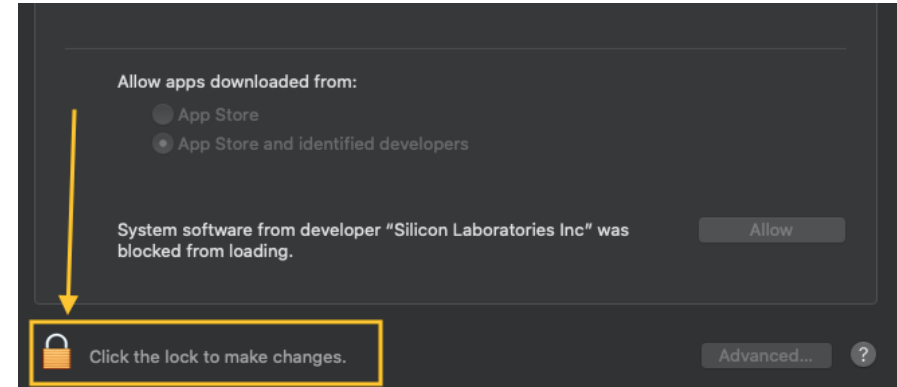 Allow apps downloaded from:
App Store
App Store and identified developers
System software from developer “Silicon Laboratories Inc” was
blocked from loading.
Allow
Click the lock to make changes.
Advanced...
?